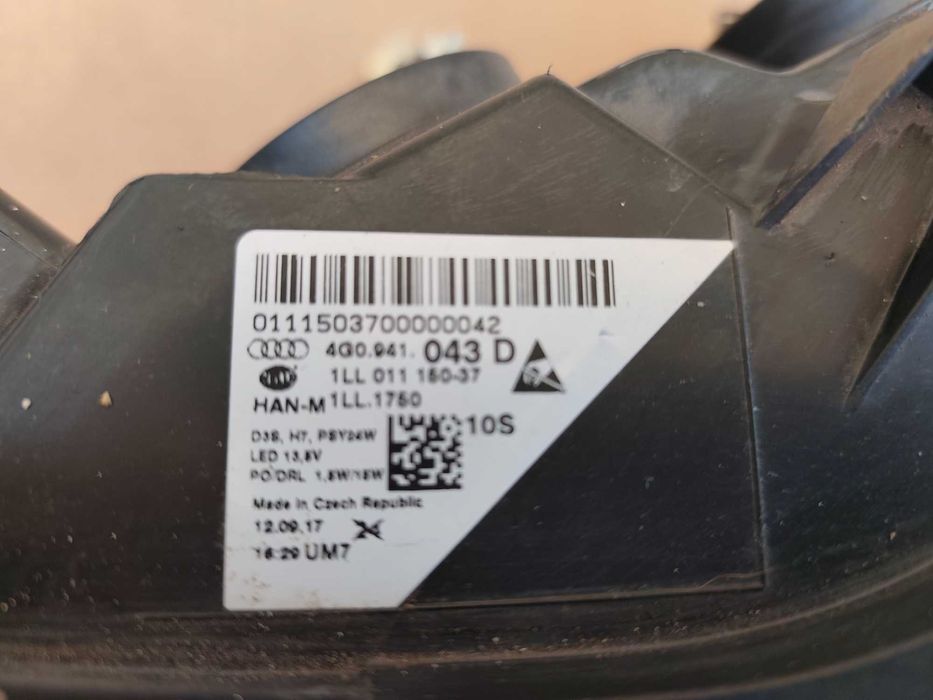 0111503700000042
4G0.941. 043 D
1LL 011 150-37
HAN-M 1LL.1750
10S
D3S, H7, PSY24W
LED 13,5V
PO/DRL 1,5W/15W
Made in Czech Republic
12.09.17
16:29 UM7